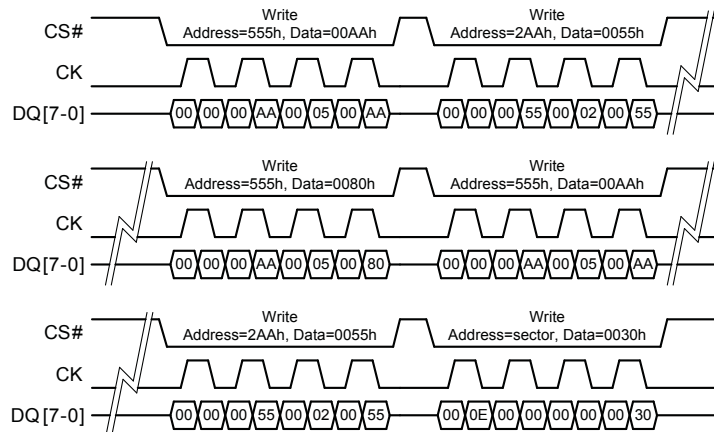 Write Write
CS# Address=555h, Data=00AAh Address=2AAh, Data=0055h
CK
DQ[7-0] 00 00 00 AA 00 05 00 AA 00 00 00 55 00 02 00 55
Write Write
CS# Address=555h, Data=0080h Address=555h, Data=00AAh
CK
DQ[7-0] 00 00 00 AA 00 05 00 80 00 00 00 AA 00 05 00 AA
Write Write
CS# Address=2AAh, Data=0055h Address=sector, Data=0030h
CK
DQ[7-0] 00 00 00 55 00 02 00 55 00 0E 00 00 00 00 00 30